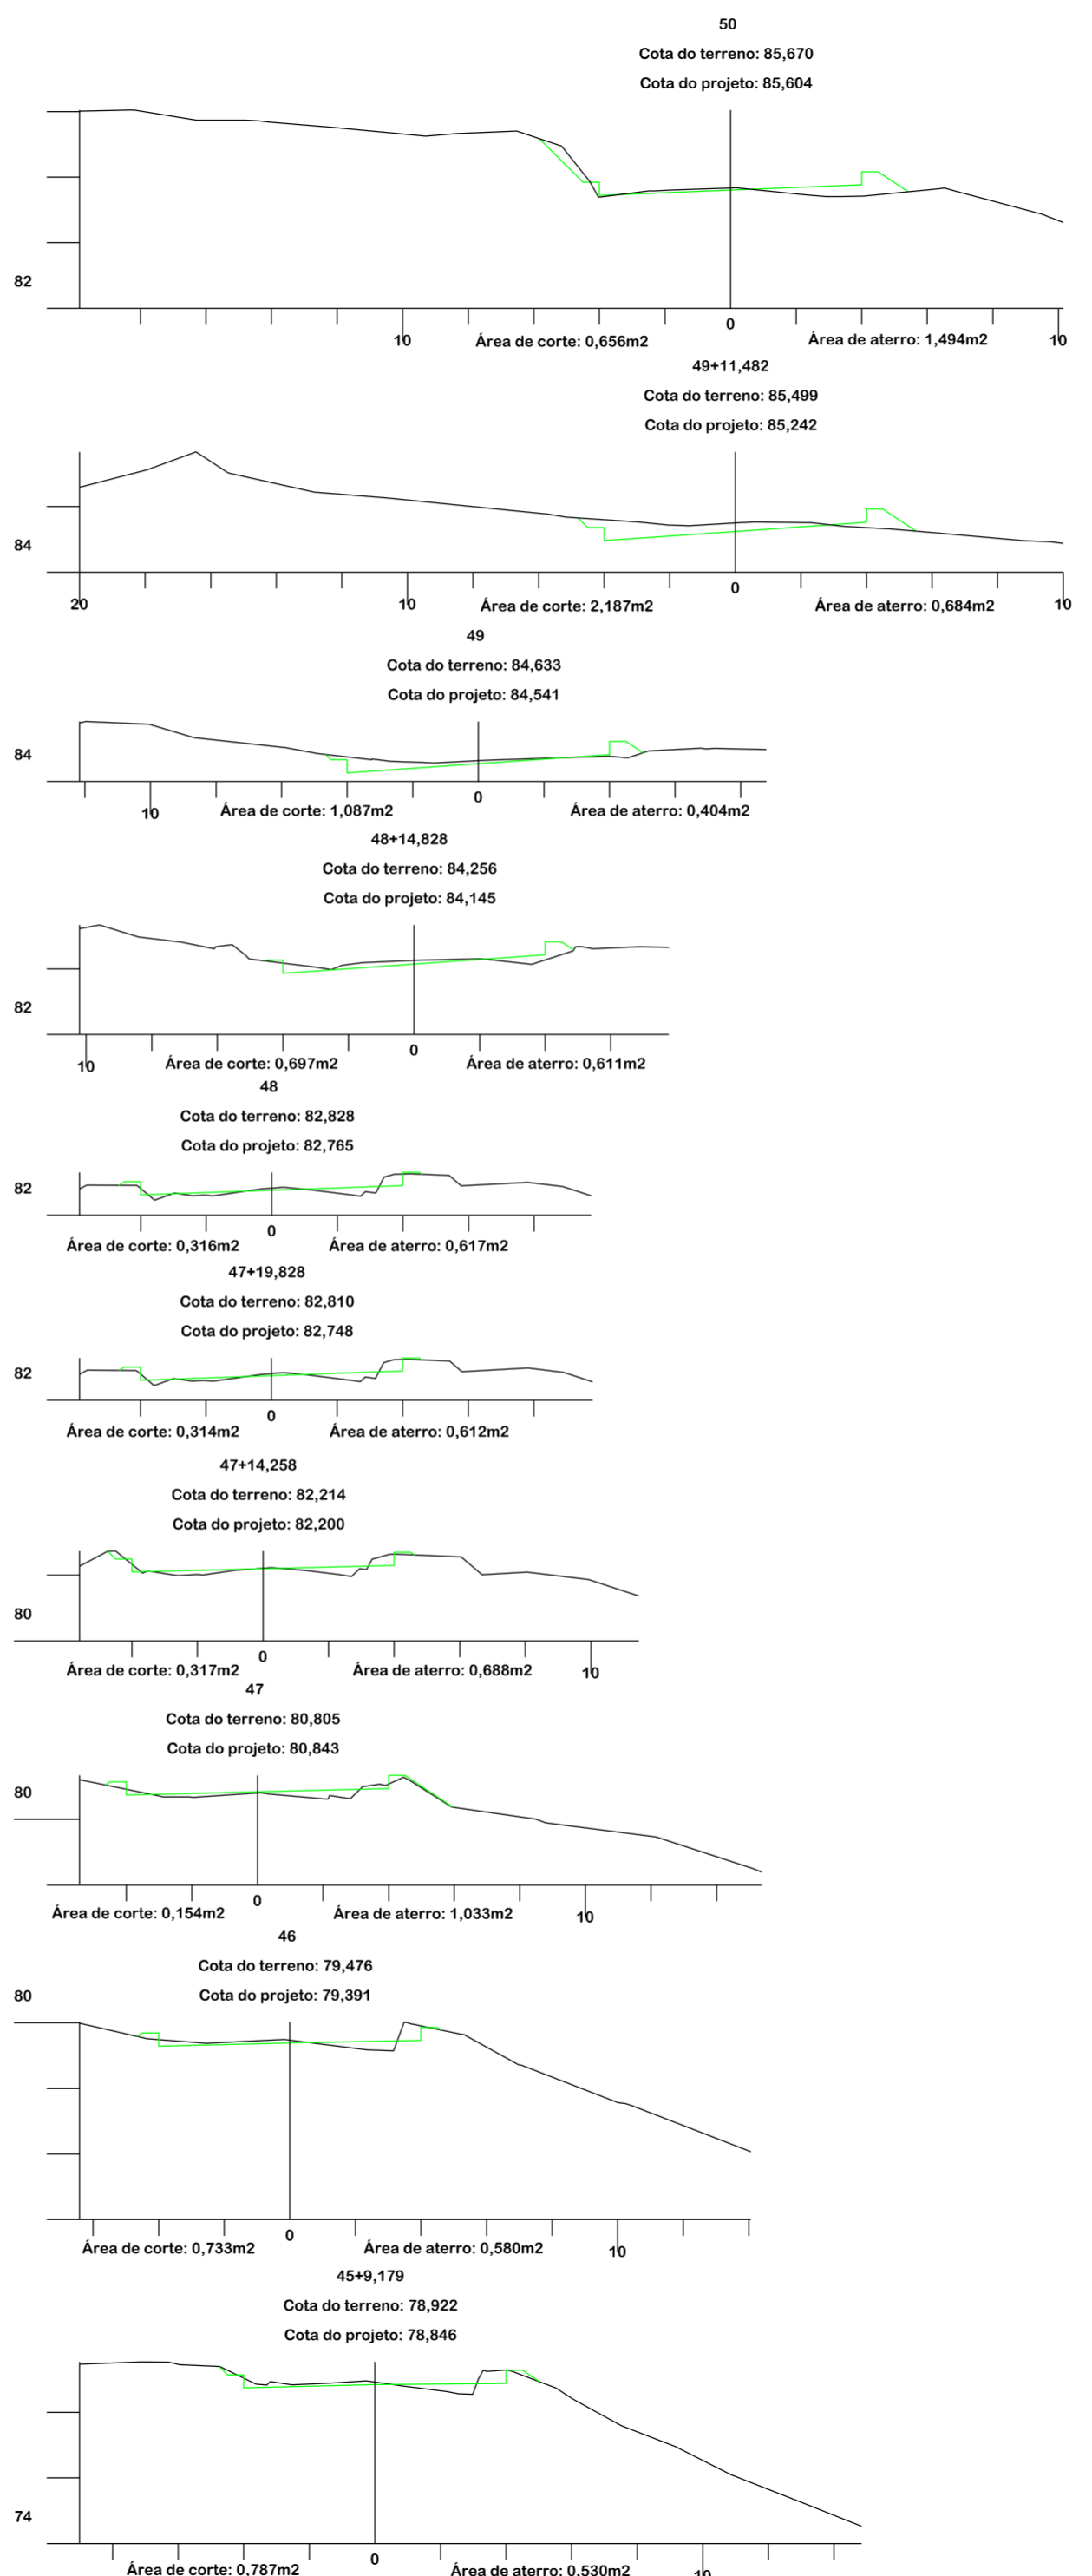 50
Cota do terreno: 85,670
Cota do projeto: 85,604
82
0
10
10
Área de corte: 0,656m2
Área de aterro: 1,494m2
49+11,482
Cota do terreno: 85,499
Cota do projeto: 85,242
84
0
20
10
10
Área de corte: 2,187m2
Área de aterro: 0,684m2
49
Cota do terreno: 84,633
Cota do projeto: 84,541
84
0
10
Área de corte: 1,087m2
Área de aterro: 0,404m2
48+14,828
Cota do terreno: 84,256
Cota do projeto: 84,145
82
0
10
Área de corte: 0,697m2
Área de aterro: 0,611m2
48
Cota do terreno: 82,828
Cota do projeto: 82,765
82
0
Área de corte: 0,316m2
Área de aterro: 0,617m2
47+19,828
Cota do terreno: 82,810
Cota do projeto: 82,748
82
0
Área de corte: 0,314m2
Área de aterro: 0,612m2
47+14,258
Cota do terreno: 82,214
Cota do projeto: 82,200
80
0
Área de corte: 0,317m2
Área de aterro: 0,688m2
10
47
Cota do terreno: 80,805
Cota do projeto: 80,843
80
0
Área de corte: 0,154m2
Área de aterro: 1,033m2
10
46
Cota do terreno: 79,476
Cota do projeto: 79,391
80
0
Área de corte: 0,733m2
Área de aterro: 0,580m2
10
45+9,179
Cota do terreno: 78,922
Cota do projeto: 78,846
74
0
Área de corte: 0,787m2
Área de aterro: 0,530m2
10